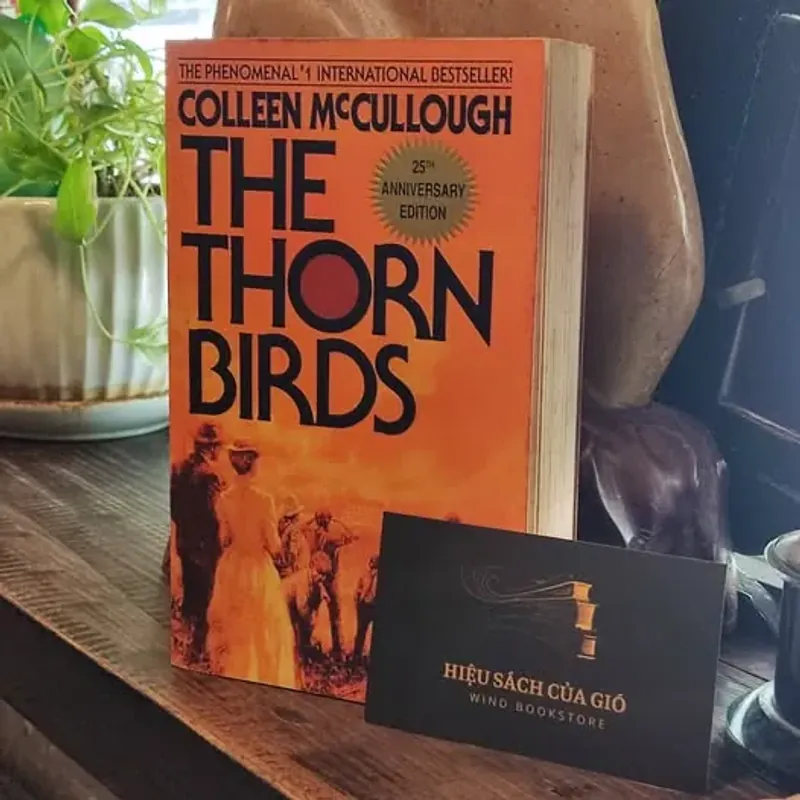 THE PHENOMENAL #1 INTERNATIONAL BESTSELLER!
COLLEEN McCULLOUGH
THE
THORN
BIRDS
25TH
ANNIVERSARY
EDITION
HIỆU SÁCH CỦA GIÓ
WIND BOOKSTORE